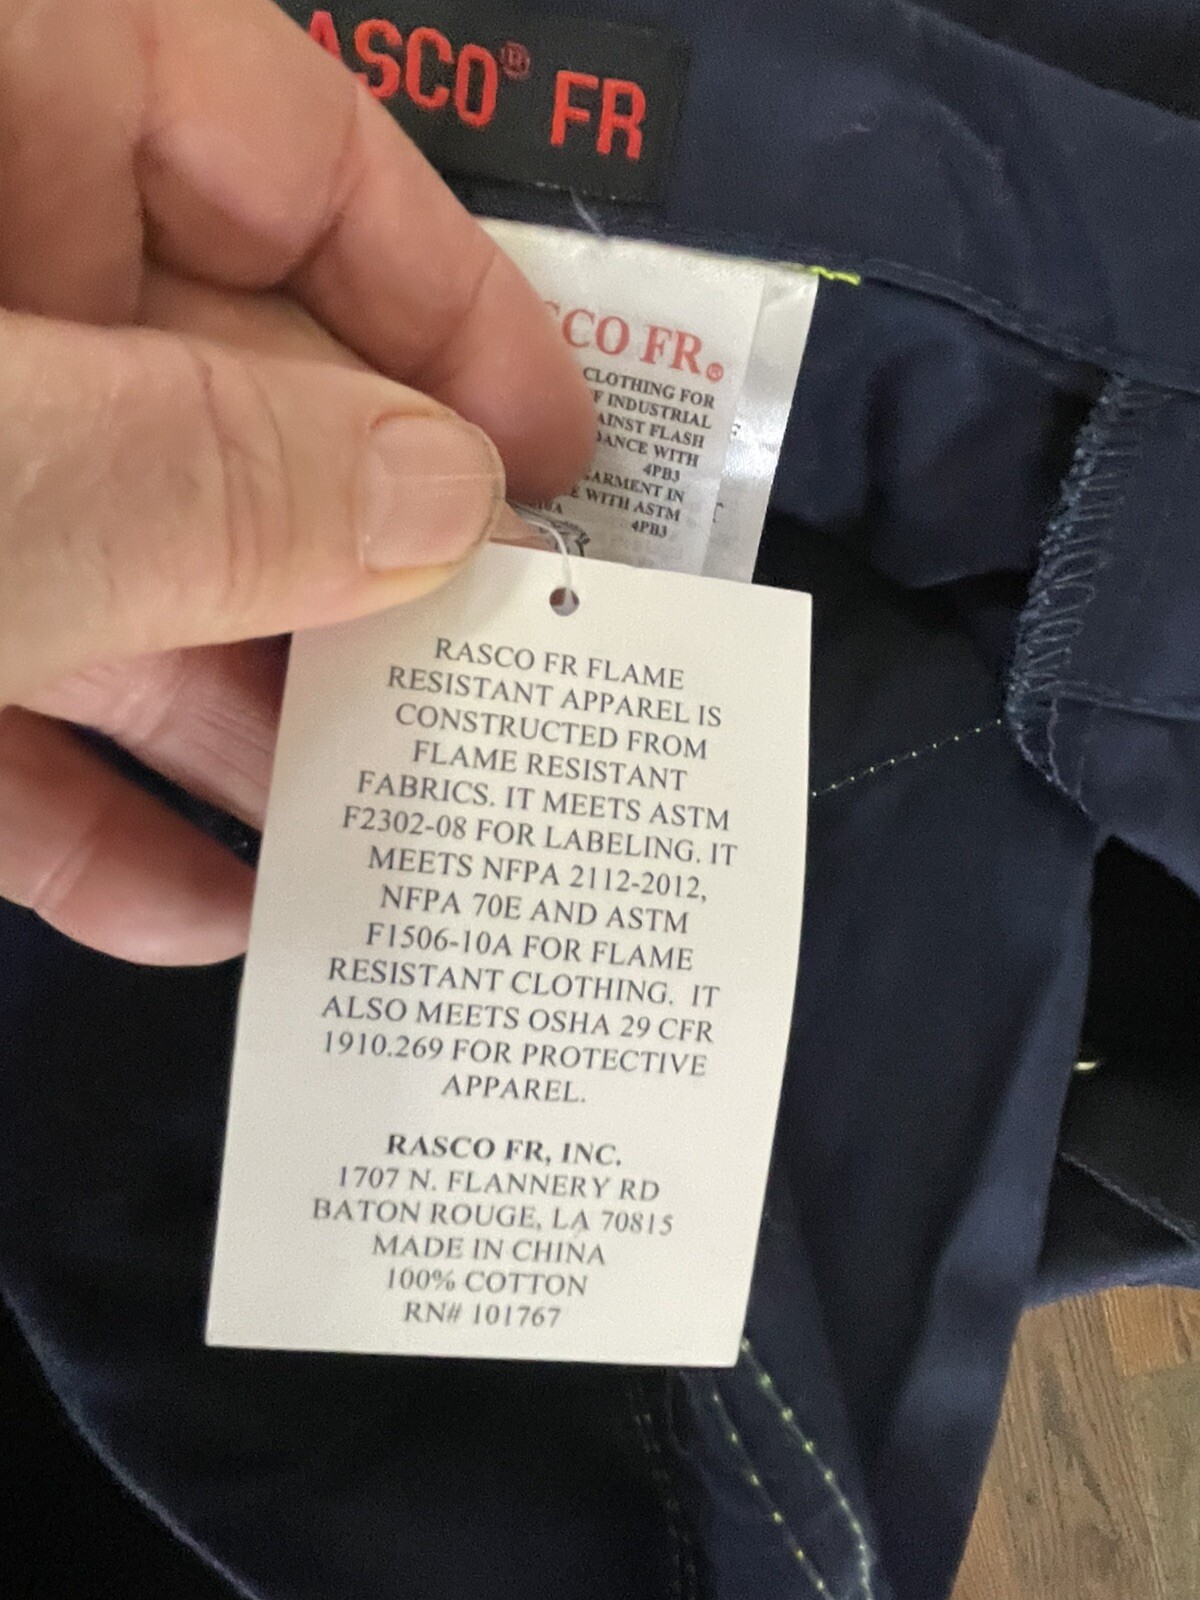 ASCO® FR
CO FR®
CLOTHING FOR
INDUSTRIAL
FLASH
WITH
4PB3
GARMENT IN
WITH ASTM
4PB3
RASCO FR FLAME
RESISTANT APPAREL IS
CONSTRUCTED FROM
FLAME RESISTANT
FABRICS. IT MEETS ASTM
F2302-08 FOR LABELING. IT
MEETS NFPA 2112-2012,
NFPA 70E AND ASTM
F1506-10A FOR FLAME
RESISTANT CLOTHING. IT
ALSO MEETS OSHA 29 CFR
1910.269 FOR PROTECTIVE
APPAREL.
RASCO FR, INC.
1707 N. FLANNERY RD
BATON ROUGE, LA 70815
MADE IN CHINA
100% COTTON
RN# 101767